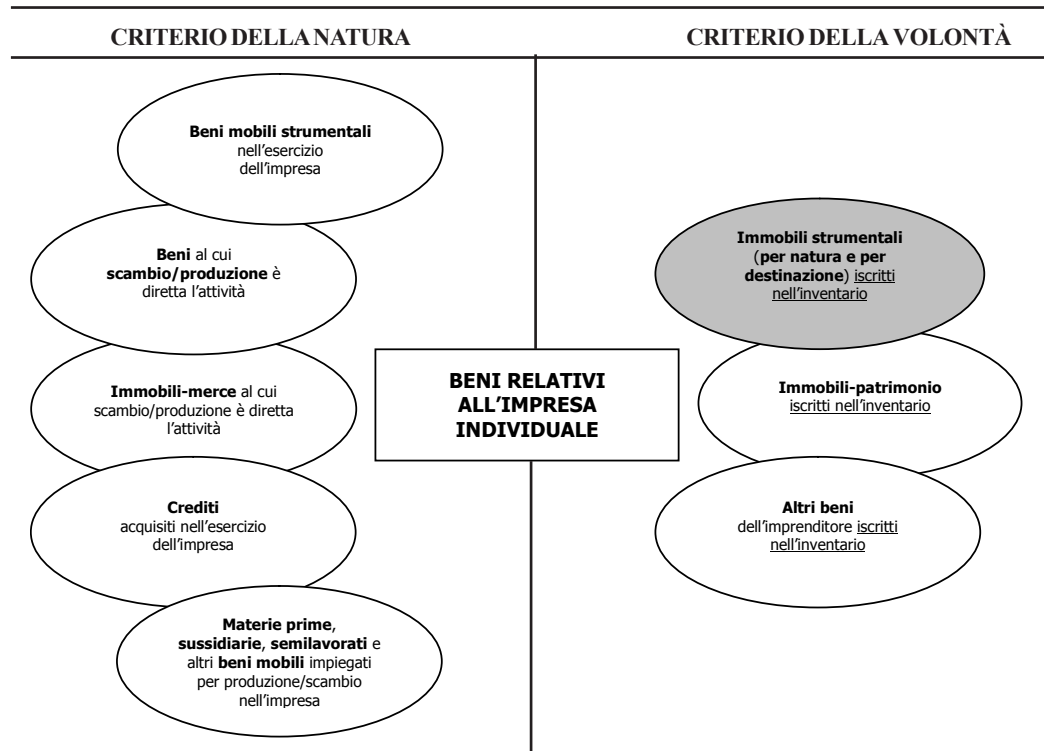 CRITERIO DELLA NATURA
CRITERIO DELLA VOLONTÀ
Beni mobili strumentali
nell'esercizio
dell'impresa
Beni al cui
scambio/produzione è
diretta l'attività
Immobili-merce al cui
scambio/produzione è diretta
l'attività
Crediti
acquisiti nell'esercizio
dell'impresa
Materie prime,
sussidiarie, semilavorati e
altri beni mobili impiegati
per produzione/scambio
nell'impresa
BENI RELATIVI
ALL'IMPRESA
INDIVIDUALE
Immobili strumentali
(per natura e per
destinazione) iscritti
nell'inventario
Immobili-patrimonio
iscritti nell'inventario
Altri beni
dell'imprenditore iscritti
nell'inventario